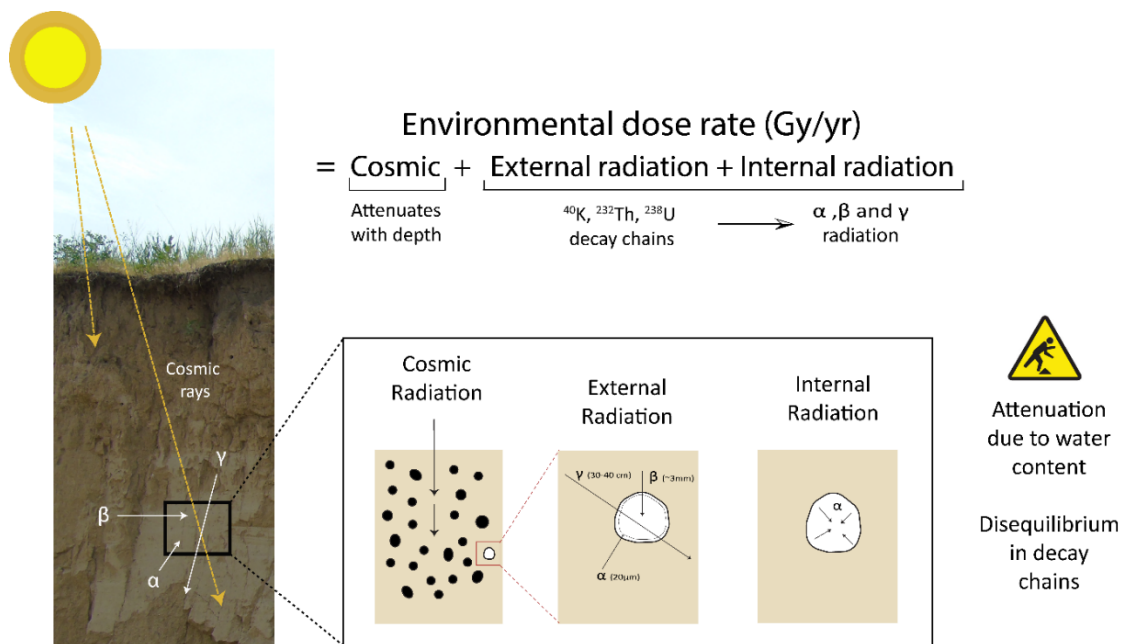 Environmental dose rate (Gy/yr)
= Cosmic + External radiation + Internal radiation
Attenuates
with depth
⁴⁰K, ²³²Th, ²³⁸U
decay chains
α ,β and γ
radiation
Cosmic
rays
γ
β
α
Cosmic
Radiation
External
Radiation
γ (30-40 cm)
β (~3mm)
α (20μm)
Internal
Radiation
α
Attenuation
due to water
content
Disequilibrium
in decay
chains